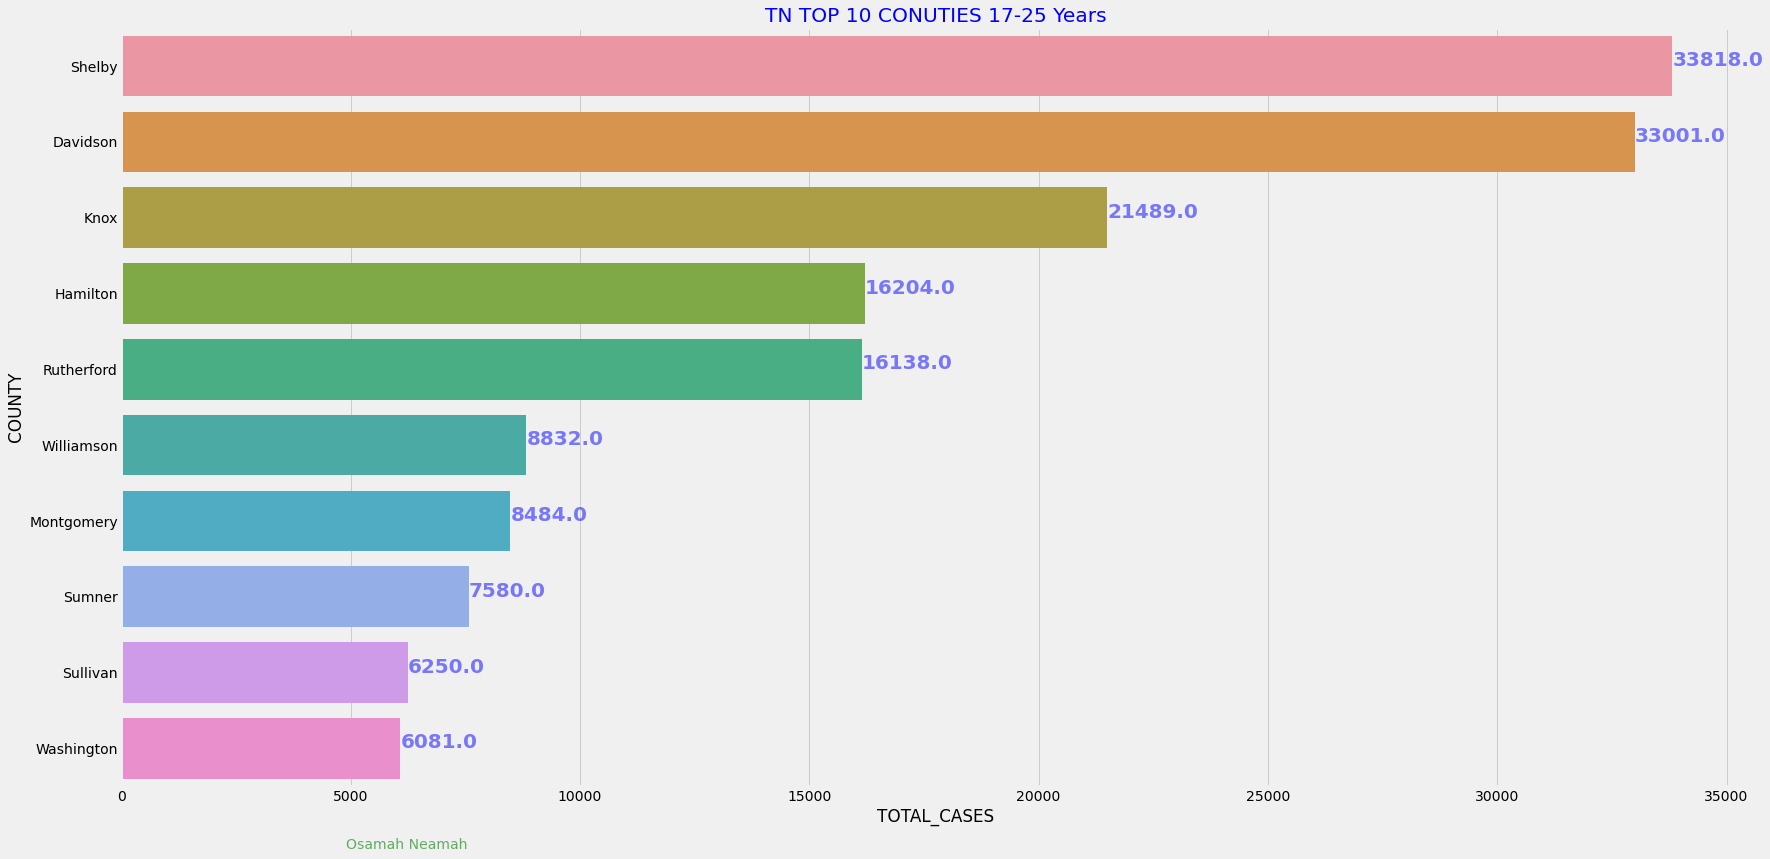 TN TOP 10 CONUTIES 17-25 Years
Shelby 33818.0
Davidson 33001.0
Knox 21489.0
Hamilton 16204.0
Rutherford 16138.0
Williamson 8832.0
Montgomery 8484.0
Sumner 7580.0
Sullivan 6250.0
Washington 6081.0
COUNTY
0 5000 10000 15000 20000 25000 30000 35000
TOTAL_CASES
Osamah Neamah